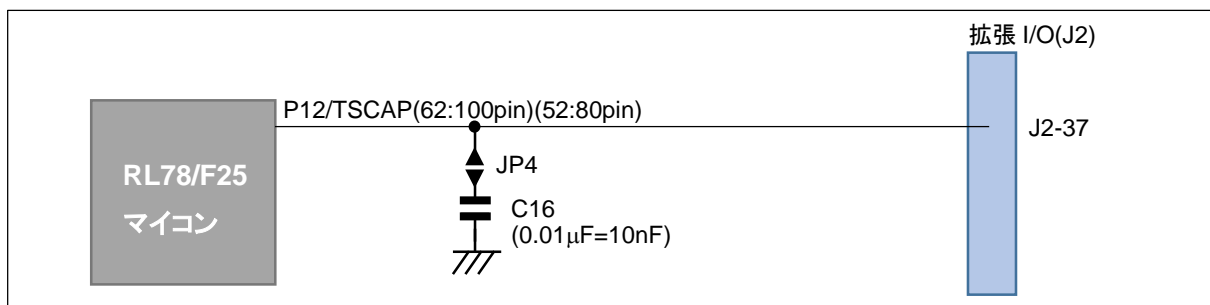 拡張 I/O(J2)
P12/TSCAP(62:100pin)(52:80pin)
J2-37
JP4
RL78/F25
マイコン
C16
(0.01μF=10nF)